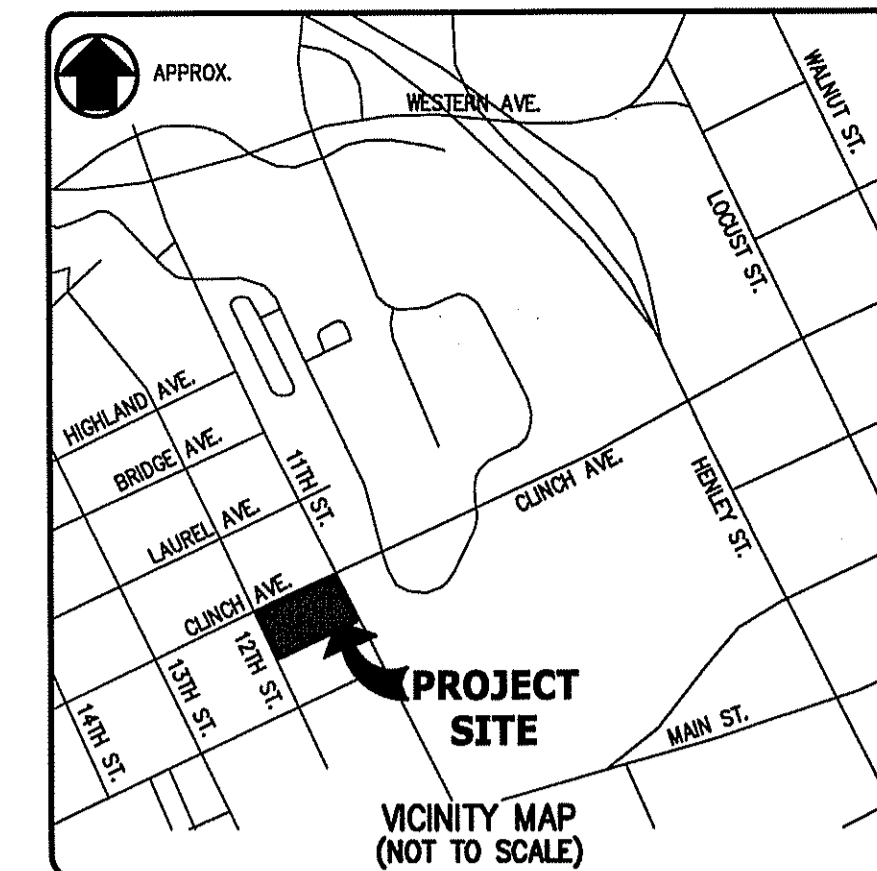 APPROX.
WESTERN AVE.
WALNUT ST.
LOCUST ST.
HIGHLAND AVE.
BRIDGE AVE.
11TH ST.
LAUREL AVE.
CLINCH AVE.
HENLEY ST.
CLINCH AVE.
12TH ST.
13TH ST.
14TH ST.
PROJECT
SITE
MAIN ST.
VICINITY MAP
(NOT TO SCALE)